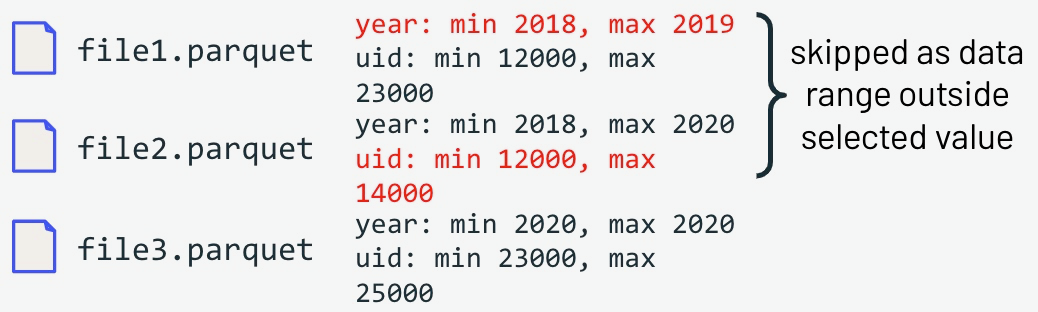 file1.parquet
year: min 2018, max 2019
uid: min 12000, max
23000
file2.parquet
year: min 2018, max 2020
uid: min 12000, max
14000
file3.parquet
year: min 2020, max 2020
uid: min 23000, max
25000
skipped as data
range outside
selected value